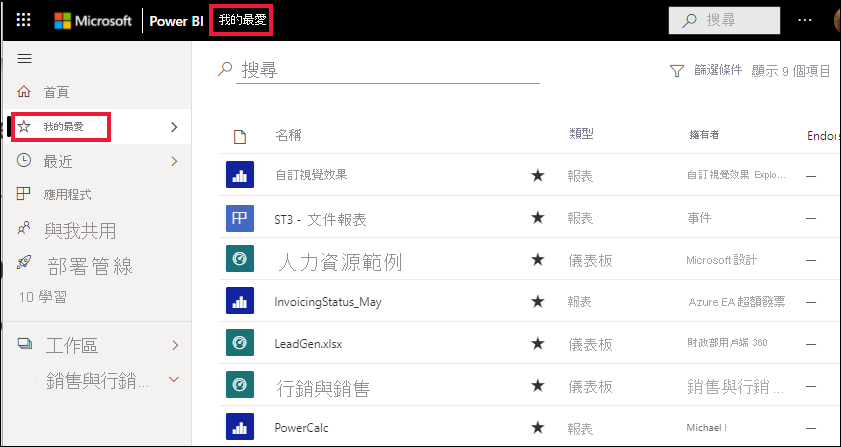 Microsoft Power BI 我的最愛 搜尋 ...
搜尋 篩選條件 顯示 9 個項目
首頁
我的最愛
最近
應用程式
與我共用
部署管線
10 學習
工作區
銷售與行銷...
名稱 類型 擁有者 Endors
自訂視覺效果 報表 自訂視覺效果 Explo... —
ST3 - 文件報表 報表 事件 —
人力資源範例 儀表板 Microsoft 設計 —
InvoicingStatus_May 報表 Azure EA 超額發票 —
LeadGen.xlsx 儀表板 財政部用戶端 360 —
行銷與銷售 儀表板 銷售與行銷... —
PowerCalc 報表 Michael I —